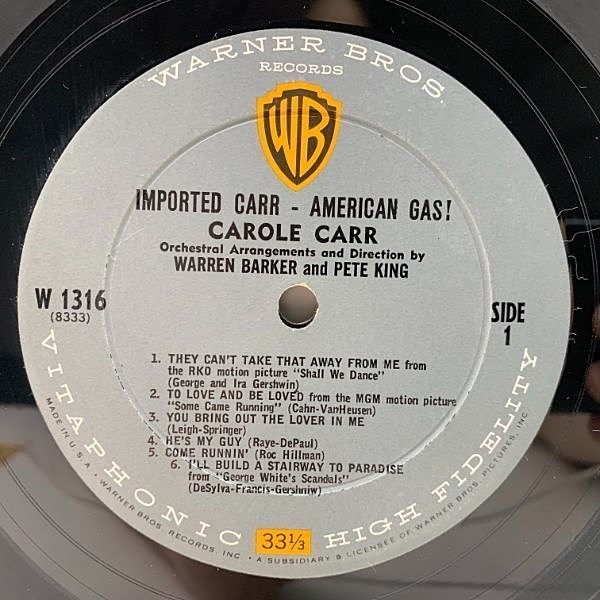 WARNER BROS.
RECORDS
WB
IMPORTED CARR - AMERICAN GAS!
CAROLE CARR
Orchestral Arrangements and Direction by
WARREN BARKER and PETE KING
W 1316
(8333)
SIDE
1
1. THEY CAN'T TAKE THAT AWAY FROM ME from
the RKO motion picture "Shall We Dance"
(George and Ira Gershwin)
2. TO LOVE AND BE LOVED from the MGM motion picture
"Some Came Running" (Cahn-VanHeusen)
3. YOU BRING OUT THE LOVER IN ME
(Leigh-Springer)
4. HE'S MY GUY (Raye-DePaul)
5. COME RUNNIN' (Roc Hillman)
6. I'LL BUILD A STAIRWAY TO PARADISE
from "George White's Scandals"
(DeSylva-Francis-Gershniw)
VITAPHONIC HIGH FIDELITY
33⅓
MADE IN U.S.A. • WARNER BROS. RECORDS, INC. • A SUBSIDIARY & LICENSEE OF WARNER BROS. PICTURES, INC.